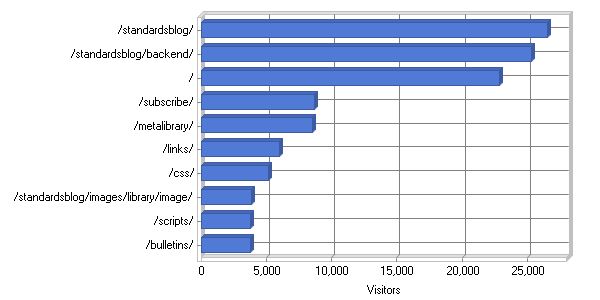 /standardsblog/
/standardsblog/backend/
/
/subscribe/
/metalibrary/
/links/
/css/
/standardsblog/images/library/image/
/scripts/
/bulletins/
0 5,000 10,000 15,000 20,000 25,000
Visitors